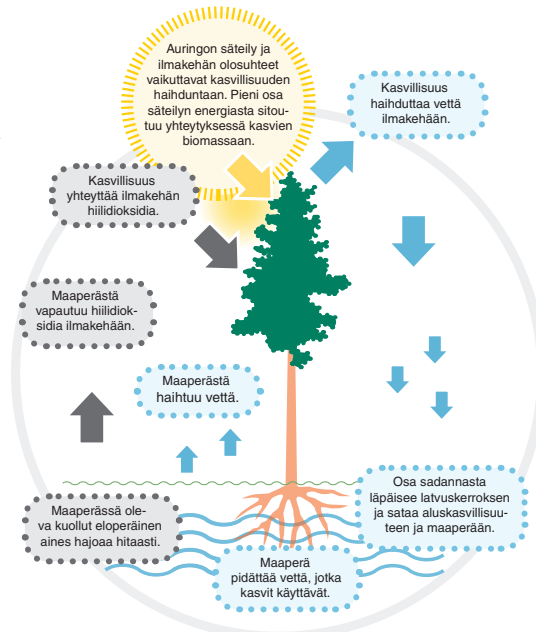 Auringon säteily ja
ilmakehän olosuhteet
vaikuttavat kasvillisuuden
haihduntaan. Pieni osa
säteilyn energiasta sitou-
tuu yhteytyksessä kasvien
biomassaan.
Kasvillisuus
haihduttaa vettä
ilmakehään.
Kasvillisuus
yhteyttää ilmakehän
hiilidioksidia.
Maaperästä
vapautuu hiilidiok-
sidia ilmakehään.
Maaperästä
haihtuu vettä.
Maaperässä ole-
va kuollut eloperäinen
aines hajoaa hitaasti.
Osa sadannasta
läpäisee latvuskerroksen
ja sataa aluskasvillisuu-
teen ja maaperään.
Maaperä
pidättää vettä, jotka
kasvit käyttävät.